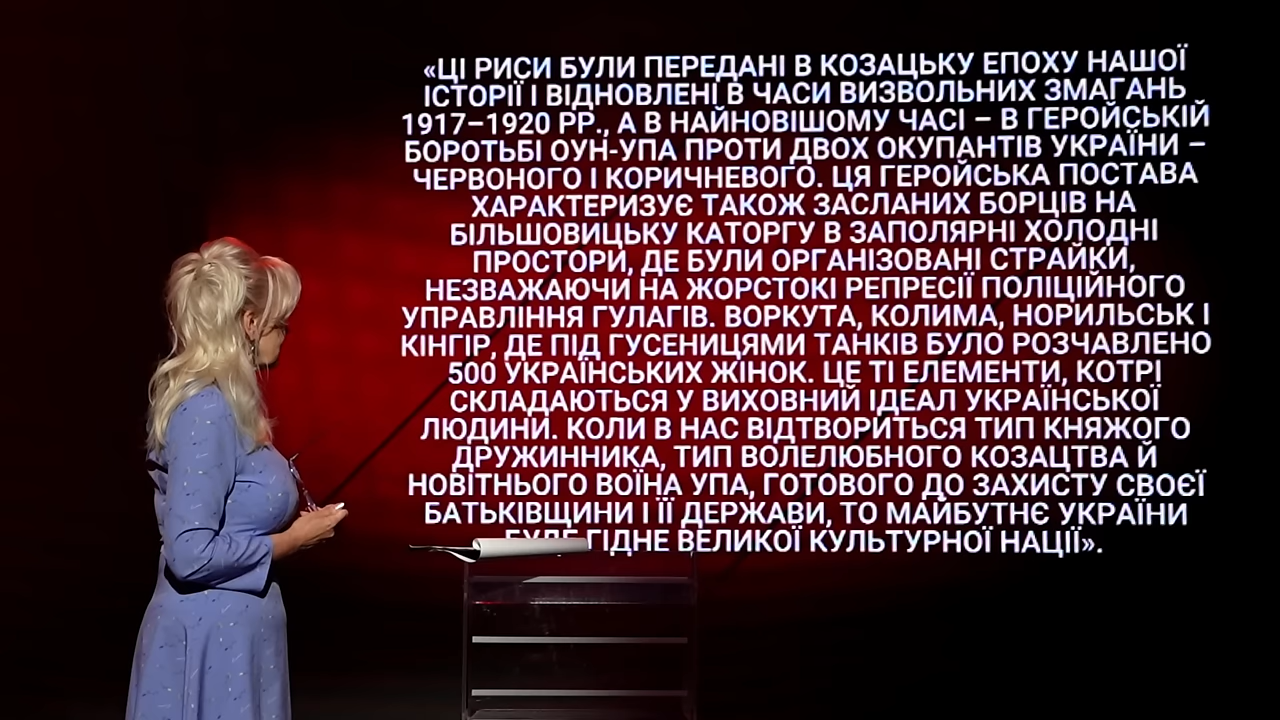 «ЦІ РИСИ БУЛИ ПЕРЕДАНІ В КОЗАЦЬКУ ЕПОХУ НАШОЇ
ІСТОРІЇ І ВІДНОВЛЕНІ В ЧАСИ ВИЗВОЛЬНИХ ЗМАГАНЬ
1917–1920 РР., А В НАЙНОВІШОМУ ЧАСІ – В ГЕРОЙСЬКІЙ
БОРОТЬБІ ОУН-УПА ПРОТИ ДВОХ ОКУПАНТІВ УКРАЇНИ –
ЧЕРВОНОГО І КОРИЧНЕВОГО. ЦЯ ГЕРОЙСЬКА ПОСТАВА
ХАРАКТЕРИЗУЄ ТАКОЖ ЗАСЛАНИХ БОРЦІВ НА
БІЛЬШОВИЦЬКУ КАТОРГУ В ЗАПОЛЯРНІ ХОЛОДНІ
ПРОСТОРИ, ДЕ БУЛИ ОРГАНІЗОВАНІ СТРАЙКИ,
НЕЗВАЖАЮЧИ НА ЖОРСТОКІ РЕПРЕСІЇ ПОЛІЦІЙНОГО
УПРАВЛІННЯ ГУЛАГІВ. ВОРКУТА, КОЛИМА, НОРИЛЬСЬК І
КІНГІР, ДЕ ПІД ГУСЕНИЦЯМИ ТАНКІВ БУЛО РОЗЧАВЛЕНО
500 УКРАЇНСЬКИХ ЖІНОК. ЦЕ ТІ ЕЛЕМЕНТИ, КОТРІ
СКЛАДАЮТЬСЯ У ВИХОВНИЙ ІДЕАЛ УКРАЇНСЬКОЇ
ЛЮДИНИ. КОЛИ В НАС ВІДТВОРИТЬСЯ ТИП КНЯЖОГО
ДРУЖИННИКА, ТИП ВОЛЕЛЮБНОГО КОЗАЦТВА Й
НОВІТНЬОГО ВОЇНА УПА, ГОТОВОГО ДО ЗАХИСТУ СВОЄЇ
БАТЬКІВЩИНИ І ЇЇ ДЕРЖАВИ, ТО МАЙБУТНЄ УКРАЇНИ
БУДЕ ГІДНЕ ВЕЛИКОЇ КУЛЬТУРНОЇ НАЦІЇ».